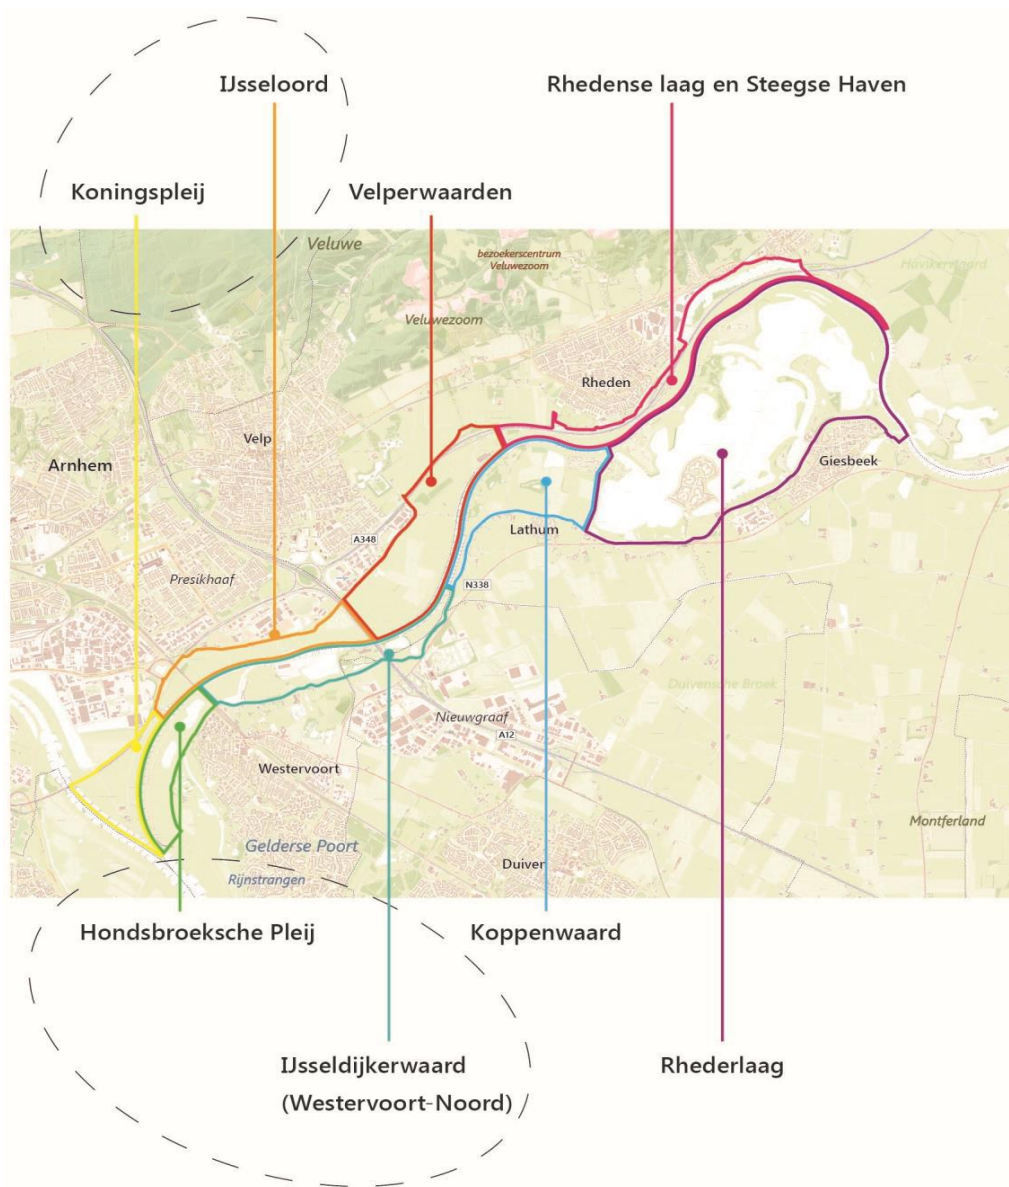 IJsseloord
Rhedense laag en Steegse Haven
Koningspleij
Velperwaarden
Veluwe
bezoekerscentrum
Veluwezoom
Havikerpoort
Veluwezoom
Rheden
Velp
Arnhem
Giesbeek
Lathum
A348
Presikhaaf
N338
Duivensche Broek
Nieuwgraaf
A12
Westervoort
Montferland
Gelderse Poort
Duiven
Rijnstrangen
Hondsbroeksche Pleij
Koppenwaard
IJsseldijkerwaard
(Westervoort-Noord)
Rhederlaag